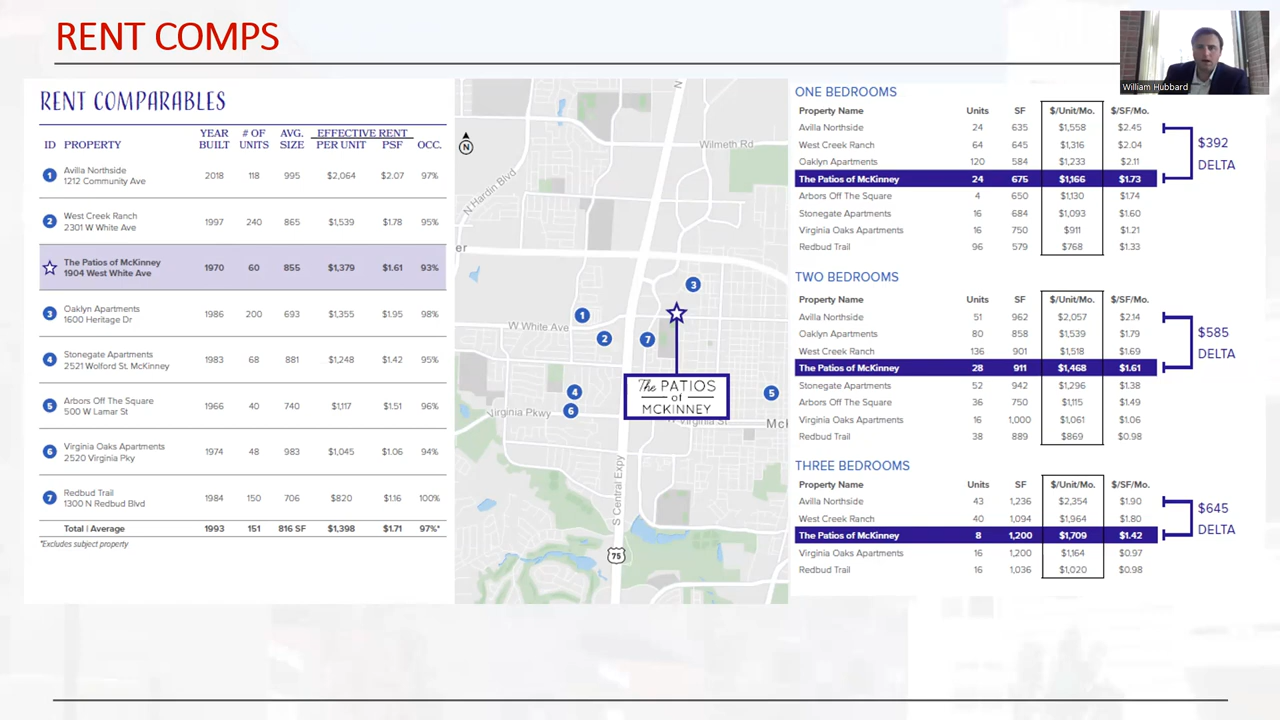 RENT COMPS
William Hubbard
RENT COMPARABLES
ID PROPERTY YEAR BUILT # OF UNITS AVG. SIZE EFFECTIVE RENT PER UNIT PSF OCC.
1 Avilla Northside 2018 118 995 $2,064 $2.07 97%
1212 Community Ave
2 West Creek Ranch 1997 240 865 $1,539 $1.78 95%
2301 W White Ave
The Patios of McKinney 1970 60 855 $1,379 $1.61 93%
1904 West White Ave
3 Oaklyn Apartments 1986 200 693 $1,355 $1.95 98%
1600 Heritage Dr
4 Stonegate Apartments 1983 68 881 $1,248 $1.42 95%
2521 Wolford St. McKinney
5 Arbors Off The Square 1966 40 740 $1,117 $1.51 96%
500 W Lamar St
6 Virginia Oaks Apartments 1974 48 983 $1,045 $1.06 94%
2520 Virginia Pky
7 Redbud Trail 1984 150 706 $820 $1.16 100%
1300 N Redbud Blvd
Total | Average 1993 151 816 SF $1,398 $1.71 97%*
*Excludes subject property
N
N
Wilmeth Rd
N Hardin Blvd
er
3
1
W White Ave
2
7
4
The PATIOS
of
MCKINNEY
5
6
Virginia Pkwy
W Virginia St
McK
S Central Expy
75
ONE BEDROOMS
Property Name Units SF $/Unit/Mo. $/SF/Mo.
Avilla Northside 24 635 $1,558 $2.45
West Creek Ranch 64 645 $1,316 $2.04
Oaklyn Apartments 120 584 $1,233 $2.11
The Patios of McKinney 24 675 $1,166 $1.73
Arbors Off The Square 4 650 $1,130 $1.74
Stonegate Apartments 16 684 $1,093 $1.60
Virginia Oaks Apartments 16 750 $911 $1.21
Redbud Trail 96 579 $768 $1.33
$392
DELTA
TWO BEDROOMS
Property Name Units SF $/Unit/Mo. $/SF/Mo.
Avilla Northside 51 962 $2,057 $2.14
Oaklyn Apartments 80 858 $1,539 $1.79
West Creek Ranch 136 901 $1,518 $1.69
The Patios of McKinney 28 911 $1,468 $1.61
Stonegate Apartments 52 942 $1,296 $1.38
Arbors Off The Square 36 750 $1,115 $1.49
Virginia Oaks Apartments 16 1,000 $1,061 $1.06
Redbud Trail 38 889 $869 $0.98
$585
DELTA
THREE BEDROOMS
Property Name Units SF $/Unit/Mo. $/SF/Mo.
Avilla Northside 43 1,236 $2,354 $1.90
West Creek Ranch 40 1,094 $1,964 $1.80
The Patios of McKinney 8 1,200 $1,709 $1.42
Virginia Oaks Apartments 16 1,200 $1,164 $0.97
Redbud Trail 16 1,036 $1,020 $0.98
$645
DELTA